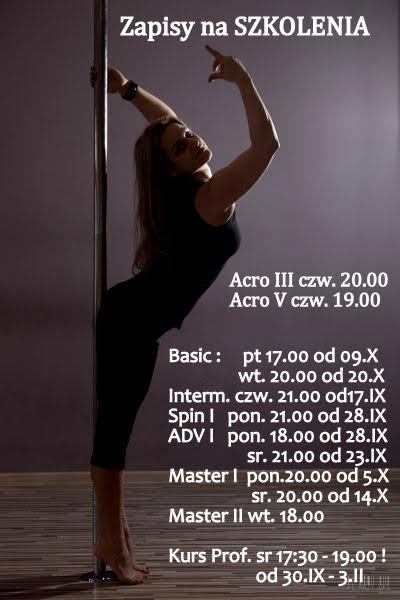 Zapisy na SZKOLENIA
Acro III czw. 20.00
Acro V czw. 19.00
Basic : pt 17.00 od 09.X
wt. 20.00 od 20.X
Interm. czw. 21.00 od17.IX
Spin I pon. 21.00 od 28.IX
ADV I pon. 18.00 od 28.IX
sr. 21.00 od 23.IX
Master I pon.20.00 od 5.X
sr. 20.00 od 14.X
Master II wt. 18.00
Kurs Prof. sr 17:30 - 19.00 !
od 30.IX - 3.II